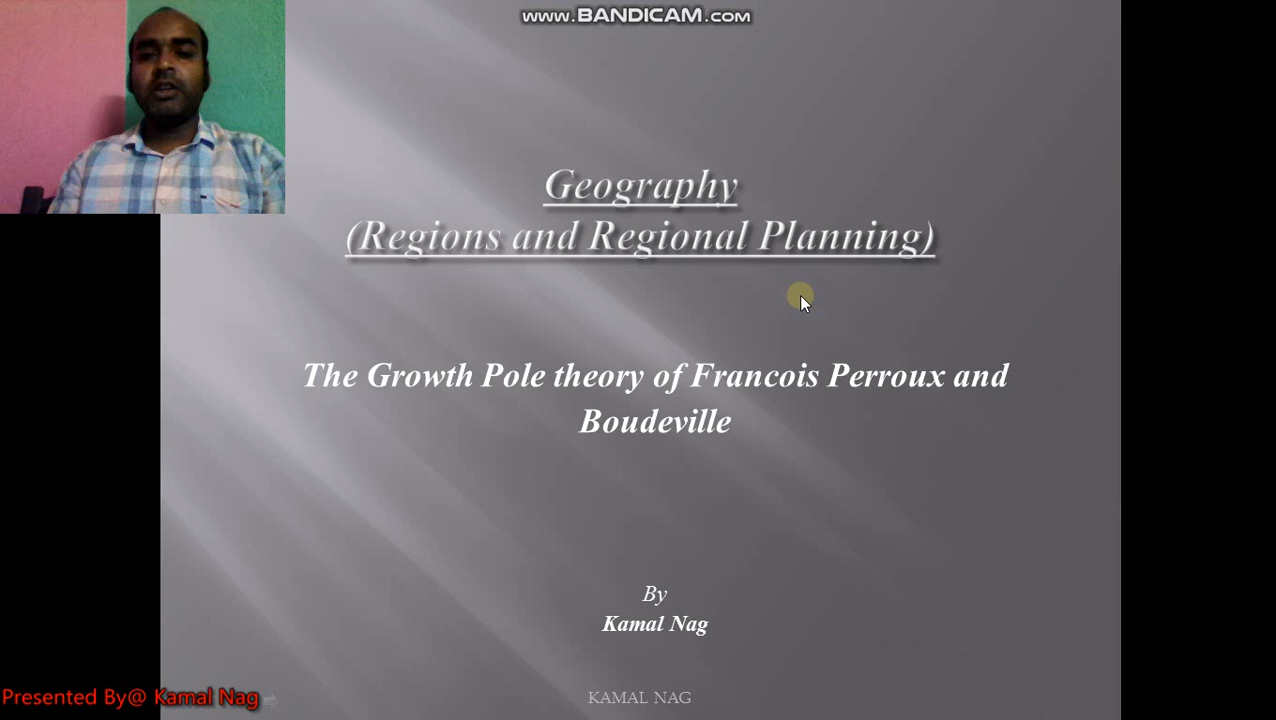 www.BANDICAM.com
Geography
(Regions and Regional Planning)
The Growth Pole theory of Francois Perroux and
Boudeville
By
Kamal Nag
Presented By@ Kamal Nag
KAMAL NAG